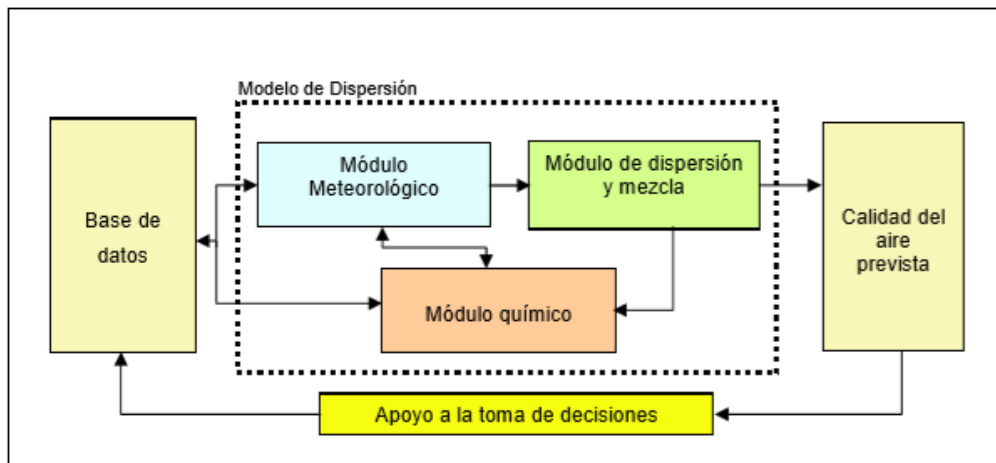 Modelo de Dispersión
Módulo
Meteorológico
Módulo de dispersión
y mezcla
Base de
datos
Calidad del
aire
prevista
Módulo químico
Apoyo a la toma de decisiones